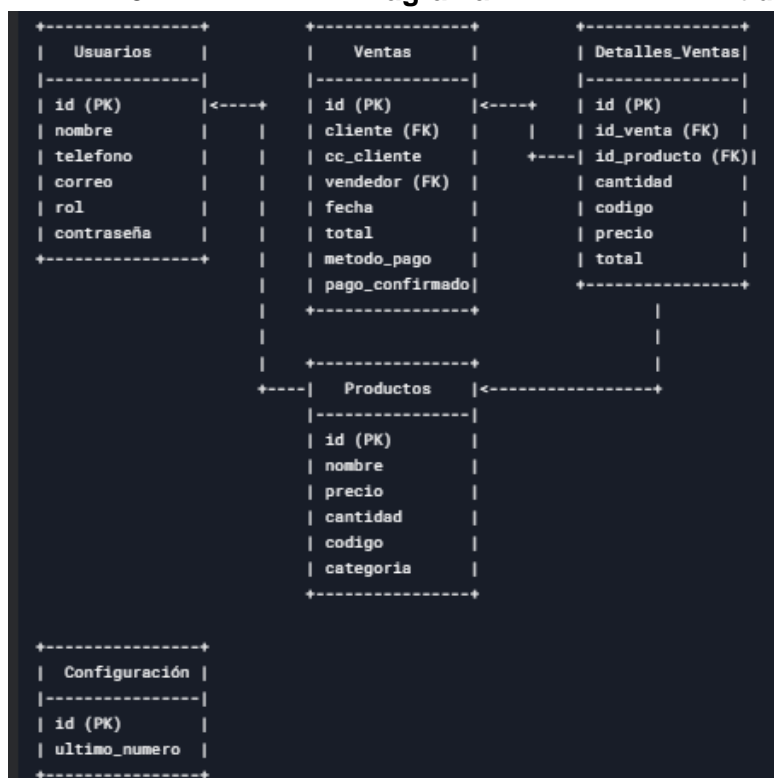 Usuarios Ventas Detalles_Ventas
id (PK) id (PK) id (PK)
nombre cliente (FK) id_venta (FK)
telefono cc_cliente id_producto (FK)
correo vendedor (FK) cantidad
rol fecha codigo
contraseña total precio
metodo_pago total
pago_confirmado
Productos
id (PK)
nombre
precio
cantidad
codigo
categoria
Configuración
id (PK)
ultimo_numero